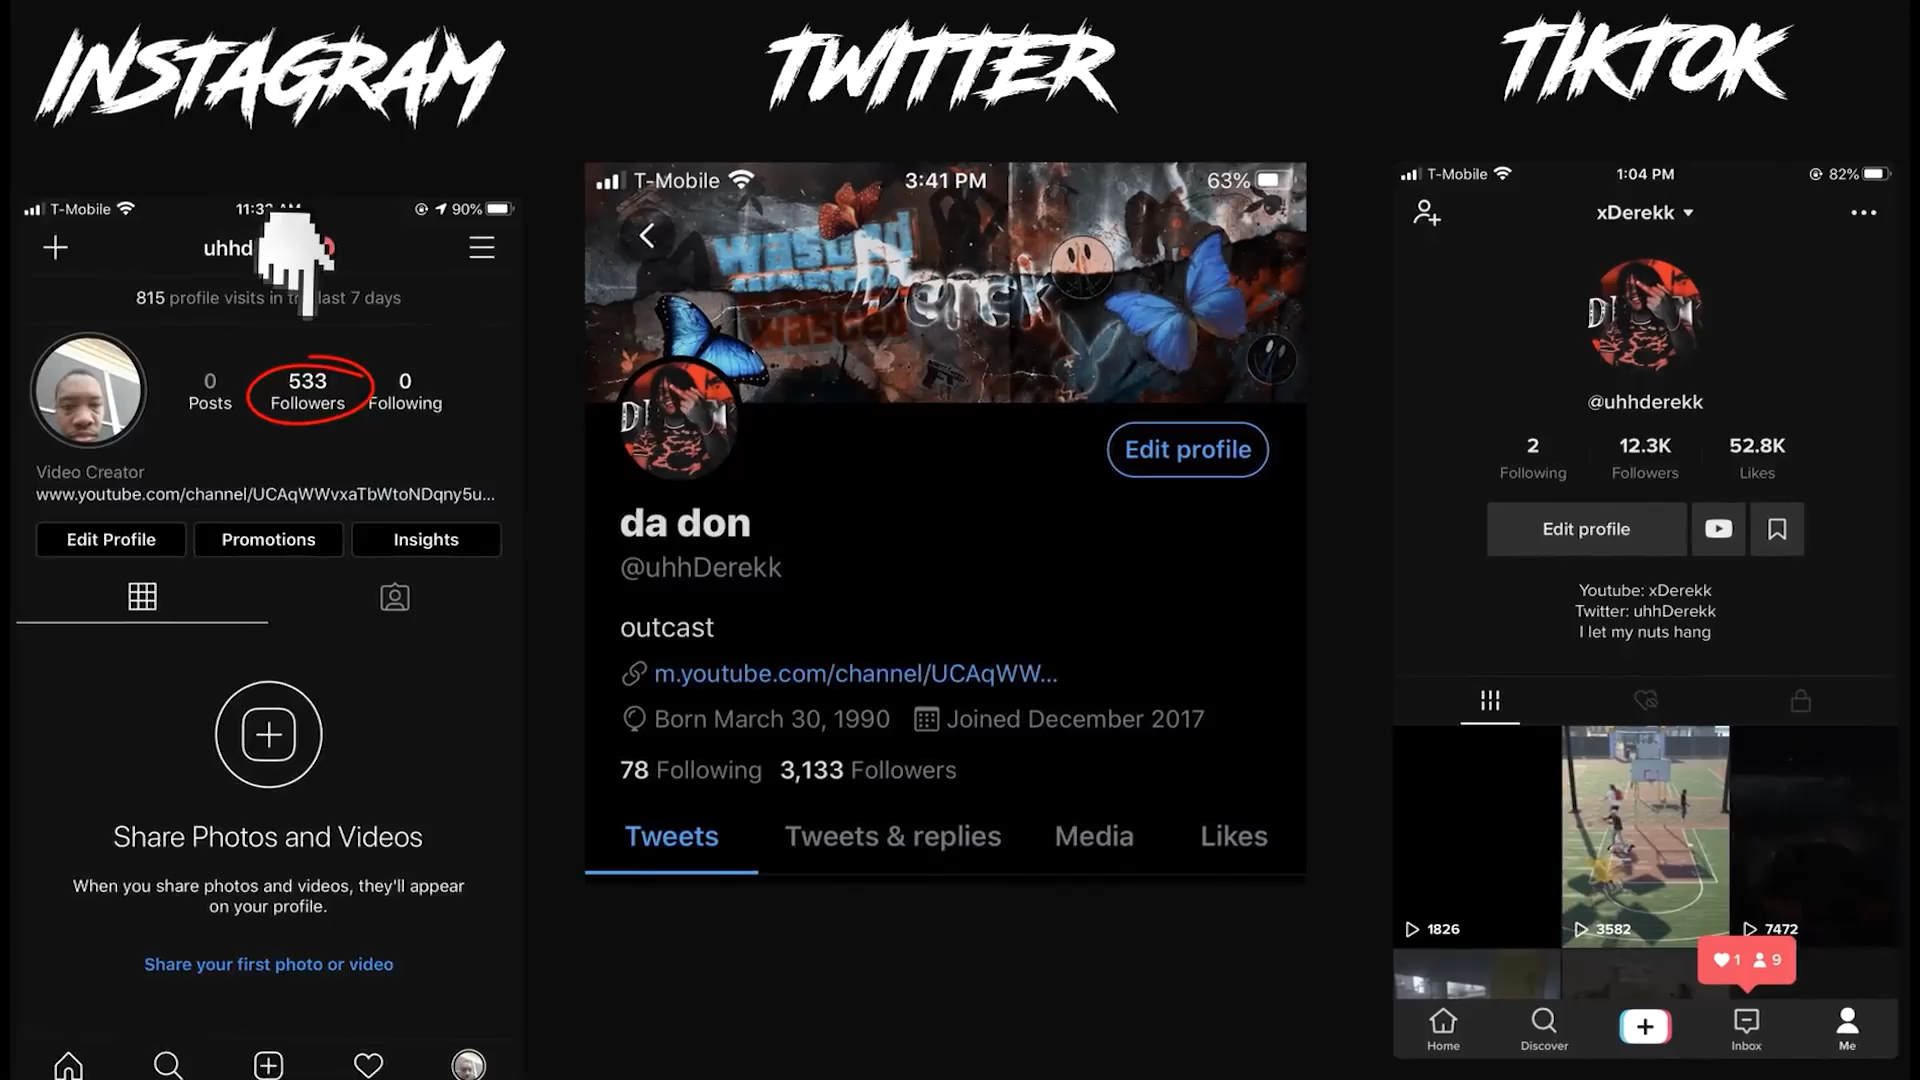 INSTAGRAM
TWITTER
TIKTOK
T-Mobile
90%
uhhd
815 profile visits in the last 7 days
0
Posts
533
Followers
0
Following
Video Creator
www.youtube.com/channel/UCAqWWvxaTbWtoNDqny5u...
Edit Profile
Promotions
Insights
Share Photos and Videos
When you share photos and videos, they'll appear
on your profile.
Share your first photo or video
T-Mobile
3:41 PM
63%
wasted
Derek
wasted
Edit profile
da don
@uhhDerekk
outcast
m.youtube.com/channel/UCAqWW...
Born March 30, 1990
Joined December 2017
78 Following
3,133 Followers
Tweets
Tweets & replies
Media
Likes
T-Mobile
1:04 PM
82%
xDerekk
@uhhderekk
2
Following
12.3K
Followers
52.8K
Likes
Edit profile
Youtube: xDerekk
Twitter: uhhDerekk
I let my nuts hang
1826
3582
7472
1
9
Home
Discover
Inbox
Me